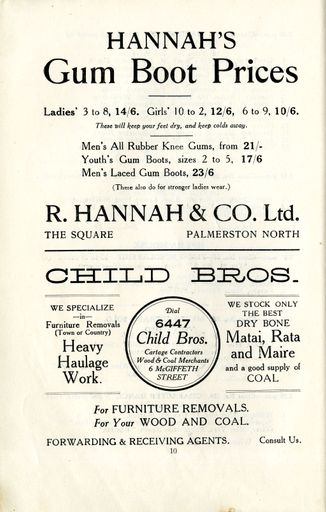 HANNAH'S
Gum Boot Prices
Ladies' 3 to 8, 14/6. Girls' 10 to 2, 12/6, 6 to 9, 10/6.
These will keep your feet dry, and keep colds away.
Men's All Rubber Knee Gums, from 21/-
Youth's Gum Boots, sizes 2 to 5, 17/6
Men's Laced Gum Boots, 23/6
(These also do for stronger ladies wear.)
R. HANNAH & CO. Ltd.
THE SQUARE PALMERSTON NORTH
CHILD BROS.
WE SPECIALIZE
—in—
Furniture Removals
(Town or Country)
Heavy
Haulage
Work.
Dial
6447
Child Bros.
Cartage Contractors
Wood & Coal Merchants
6 McGIFFETH
STREET
WE STOCK ONLY
THE BEST
DRY BONE
Matai, Rata
and Maire
and a good supply of
COAL
For FURNITURE REMOVALS.
For Your WOOD AND COAL.
FORWARDING & RECEIVING AGENTS. Consult Us.
10